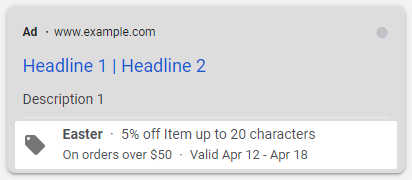 Ad · www.example.com
Headline 1 | Headline 2
Description 1
Easter · 5% off Item up to 20 characters
On orders over $50 · Valid Apr 12 - Apr 18